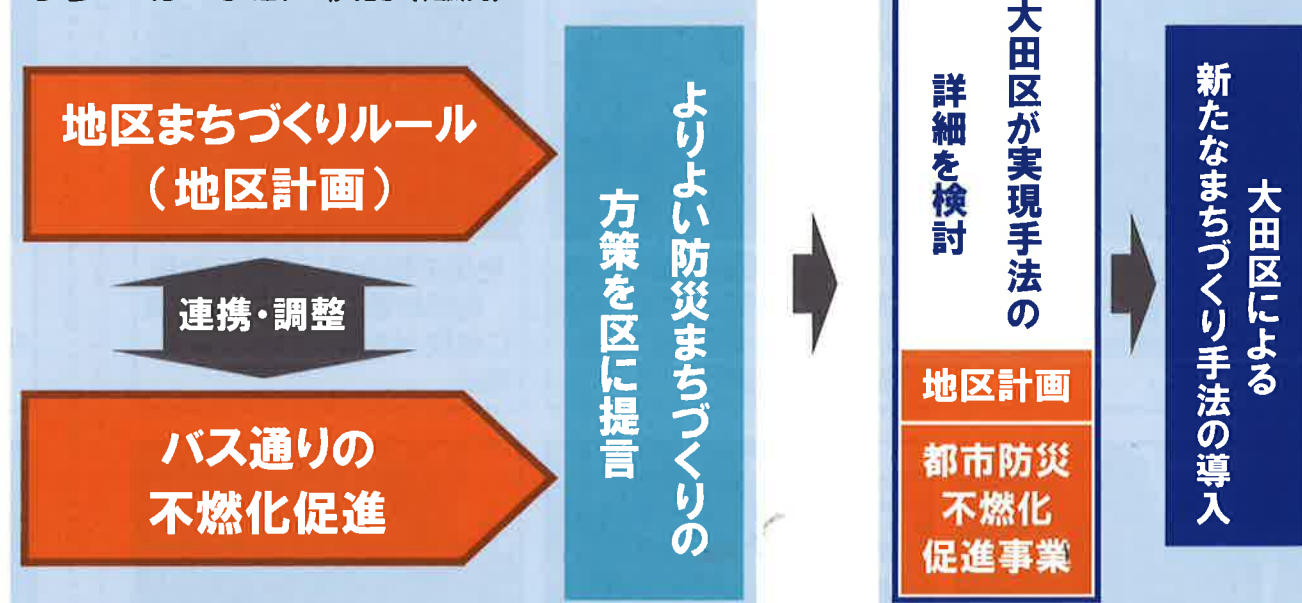 地区まちづくりルール
（地区計画）
連携・調整
バス通りの
不燃化促進
よりよい防災まちづくりの
方策を区に提言
大田区が実現手法の
詳細を検討
地区計画
都市防災
不燃化
促進事業
大田区による
新たなまちづくり手法の導入